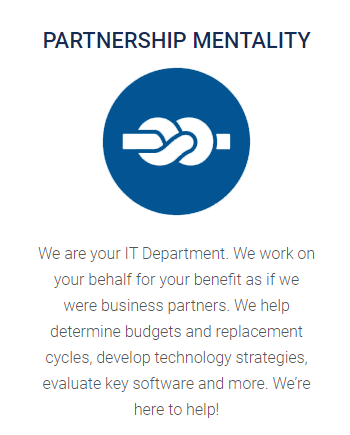 PARTNERSHIP MENTALITY
We are your IT Department. We work on
your behalf for your benefit as if we
were business partners. We help
determine budgets and replacement
cycles, develop technology strategies,
evaluate key software and more. We’re
here to help!